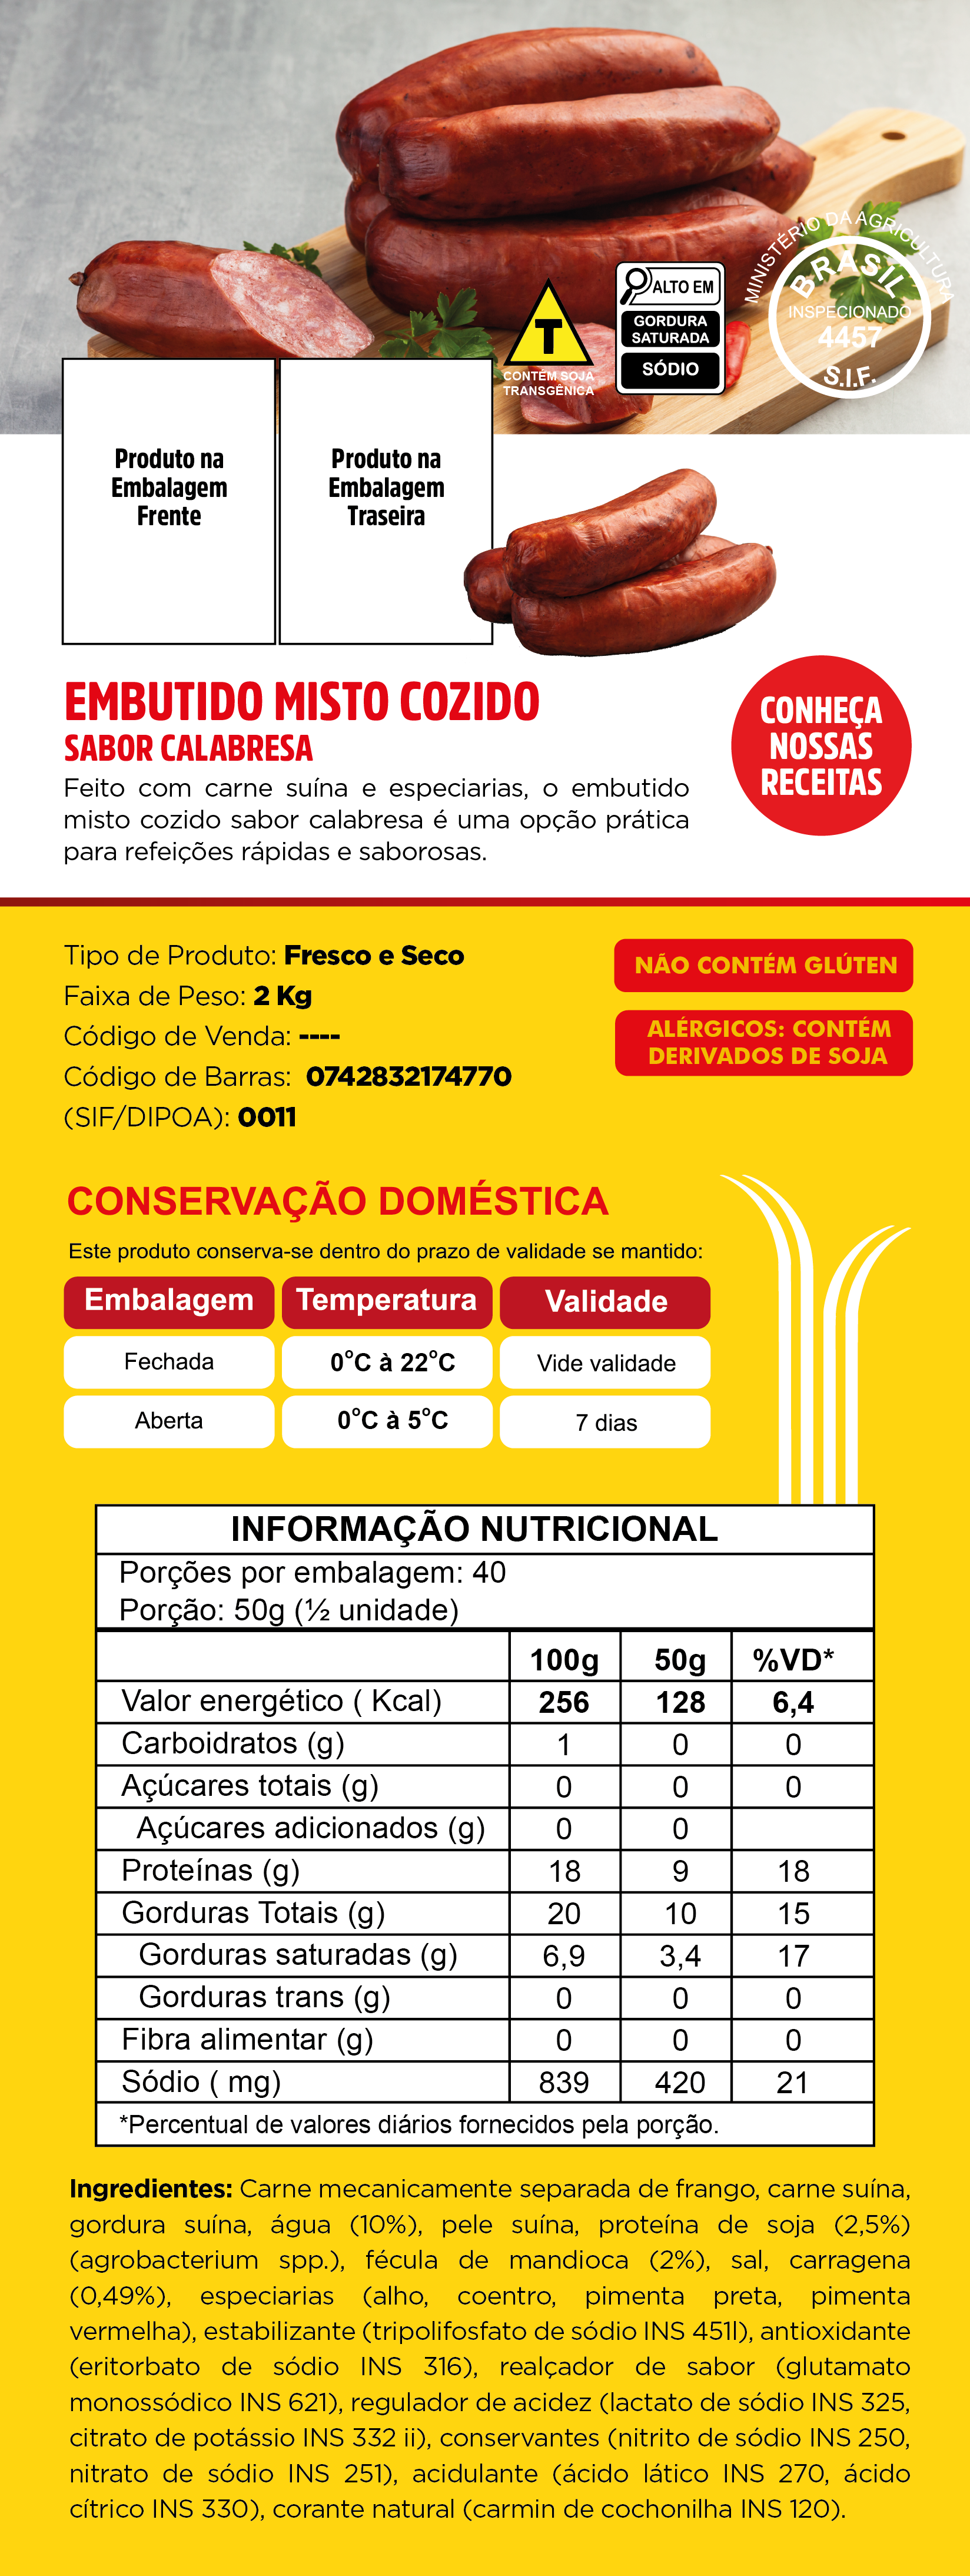 MINISTÉRIO DA AGRICULTURA
BRASIL
INSPECIONADO
4457
S.I.F.
ALTO EM
GORDURA
SATURADA
SÓDIO
T
CONTÉM SOJA
TRANSGÊNICA
Produto na
Embalagem
Frente
Produto na
Embalagem
Traseira
EMBUTIDO MISTO COZIDO
SABOR CALABRESA
Feito com carne suína e especiarias, o embutido
misto cozido sabor calabresa é uma opção prática
para refeições rápidas e saborosas.
CONHEÇA
NOSSAS
RECEITAS
Tipo de Produto: Fresco e Seco
Faixa de Peso: 2 Kg
Código de Venda: ----
Código de Barras: 0742832174770
(SIF/DIPOA): 0011
NÃO CONTÉM GLÚTEN
ALÉRGICOS: CONTÉM
DERIVADOS DE SOJA
CONSERVAÇÃO DOMÉSTICA
Este produto conserva-se dentro do prazo de validade se mantido:
Embalagem Temperatura Validade
Fechada 0°C à 22°C Vide validade
Aberta 0°C à 5°C 7 dias
INFORMAÇÃO NUTRICIONAL
Porções por embalagem: 40
Porção: 50g (½ unidade)
100g 50g %VD*
Valor energético ( Kcal) 256 128 6,4
Carboidratos (g) 1 0 0
Açúcares totais (g) 0 0 0
Açúcares adicionados (g) 0 0
Proteínas (g) 18 9 18
Gorduras Totais (g) 20 10 15
Gorduras saturadas (g) 6,9 3,4 17
Gorduras trans (g) 0 0 0
Fibra alimentar (g) 0 0 0
Sódio ( mg) 839 420 21
*Percentual de valores diários fornecidos pela porção.
Ingredientes: Carne mecanicamente separada de frango, carne suína,
gordura suína, água (10%), pele suína, proteína de soja (2,5%)
(agrobacterium spp.), fécula de mandioca (2%), sal, carragena
(0,49%), especiarias (alho, coentro, pimenta preta, pimenta
vermelha), estabilizante (tripolifosfato de sódio INS 451I), antioxidante
(eritorbato de sódio INS 316), realçador de sabor (glutamato
monossódico INS 621), regulador de acidez (lactato de sódio INS 325,
citrato de potássio INS 332 ii), conservantes (nitrito de sódio INS 250,
nitrato de sódio INS 251), acidulante (ácido lático INS 270, ácido
cítrico INS 330), corante natural (carmin de cochonilha INS 120).